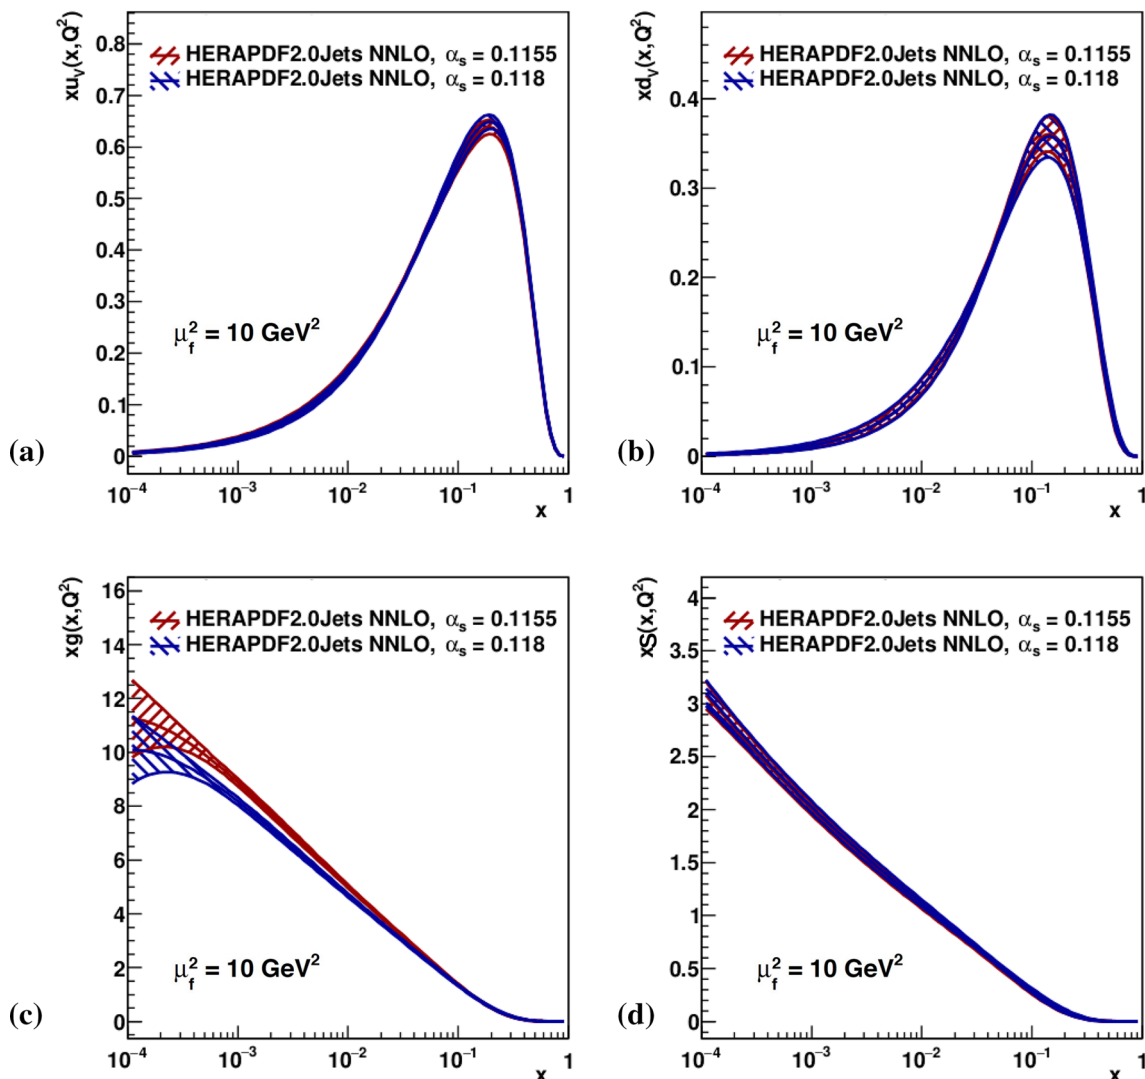 xu_v(x,Q²)
0.8
0.7
0.6
0.5
0.4
0.3
0.2
0.1
0
HERAPDF2.0Jets NNLO, α_s = 0.1155
HERAPDF2.0Jets NNLO, α_s = 0.118
μ_f² = 10 GeV²
(a)
10⁻⁴ 10⁻³ 10⁻² 10⁻¹ 1
x
xd_v(x,Q²)
0.4
0.3
0.2
0.1
0
HERAPDF2.0Jets NNLO, α_s = 0.1155
HERAPDF2.0Jets NNLO, α_s = 0.118
μ_f² = 10 GeV²
(b)
10⁻⁴ 10⁻³ 10⁻² 10⁻¹ 1
x
xg(x,Q²)
16
14
12
10
8
6
4
2
0
HERAPDF2.0Jets NNLO, α_s = 0.1155
HERAPDF2.0Jets NNLO, α_s = 0.118
μ_f² = 10 GeV²
(c)
10⁻⁴ 10⁻³ 10⁻² 10⁻¹ 1
x
xS(x,Q²)
4
3.5
3
2.5
2
1.5
1
0.5
0
HERAPDF2.0Jets NNLO, α_s = 0.1155
HERAPDF2.0Jets NNLO, α_s = 0.118
μ_f² = 10 GeV²
(d)
10⁻⁴ 10⁻³ 10⁻² 10⁻¹ 1
x